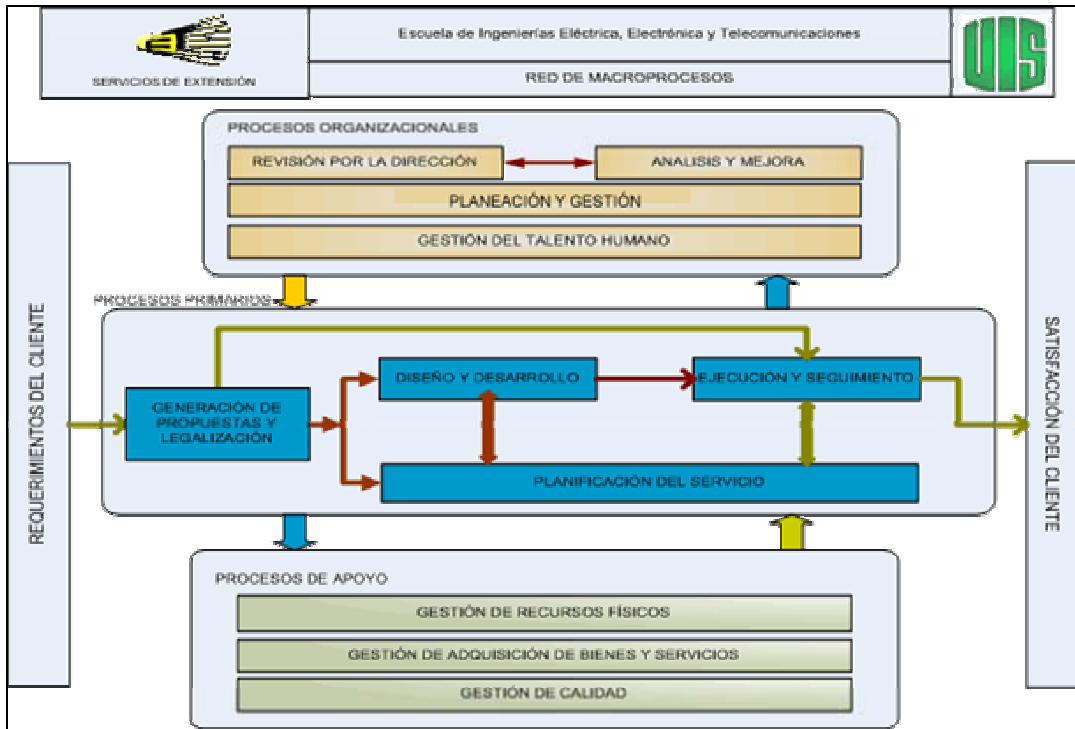 Escuela de Ingenierías Eléctrica, Electrónica y Telecomunicaciones
SERVICIOS DE EXTENSIÓN
RED DE MACROPROCESOS
UIS
PROCESOS ORGANIZACIONALES
REVISIÓN POR LA DIRECCIÓN
ANALISIS Y MEJORA
PLANEACIÓN Y GESTIÓN
GESTIÓN DEL TALENTO HUMANO
REQUERIMIENTOS DEL CLIENTE
PROCESOS PRIMARIOS
GENERACIÓN DE
PROPUESTAS Y
LEGALIZACIÓN
DISEÑO Y DESARROLLO
EJECUCIÓN Y SEGUIMIENTO
PLANIFICACIÓN DEL SERVICIO
SATISFACCIÓN DEL CLIENTE
PROCESOS DE APOYO
GESTIÓN DE RECURSOS FÍSICOS
GESTIÓN DE ADQUISICIÓN DE BIENES Y SERVICIOS
GESTIÓN DE CALIDAD